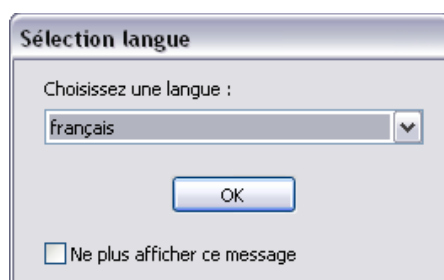 Sélection langue
Choisissez une langue :
français
OK
Ne plus afficher ce message